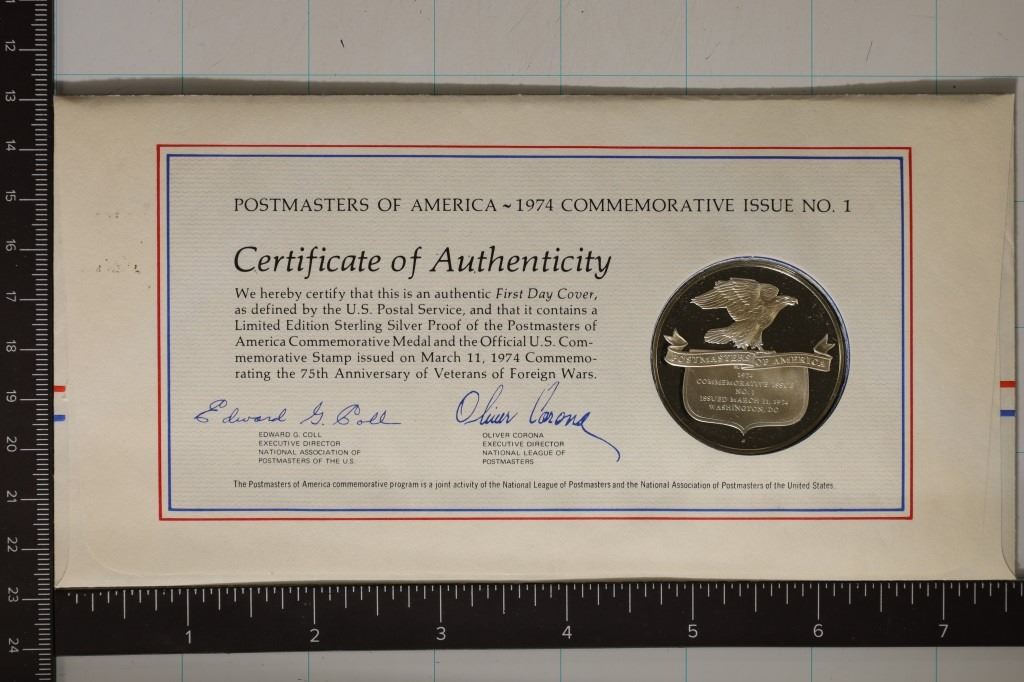 POSTMASTERS OF AMERICA ~ 1974 COMMEMORATIVE ISSUE NO. 1
Certificate of Authenticity
We hereby certify that this is an authentic First Day Cover,
as defined by the U.S. Postal Service, and that it contains a
Limited Edition Sterling Silver Proof of the Postmasters of
America Commemorative Medal and the Official U.S. Com-
memorative Stamp issued on March 11, 1974 Commemo-
rating the 75th Anniversary of Veterans of Foreign Wars.
Edward G. Coll
EDWARD G. COLL
EXECUTIVE DIRECTOR
NATIONAL ASSOCIATION OF
POSTMASTERS OF THE U.S.
Oliver Corona
OLIVER CORONA
EXECUTIVE DIRECTOR
NATIONAL LEAGUE OF
POSTMASTERS
The Postmasters of America commemorative program is a joint activity of the National League of Postmasters and the National Association of Postmasters of the United States.
POSTMASTERS OF AMERICA
1974
COMMEMORATIVE ISSUE
NO. 1
ISSUED MARCH 11, 1974
WASHINGTON, DC
12
13
14
15
16
17
18
19
20
21
22
23
24
1 2 3 4 5 6 7